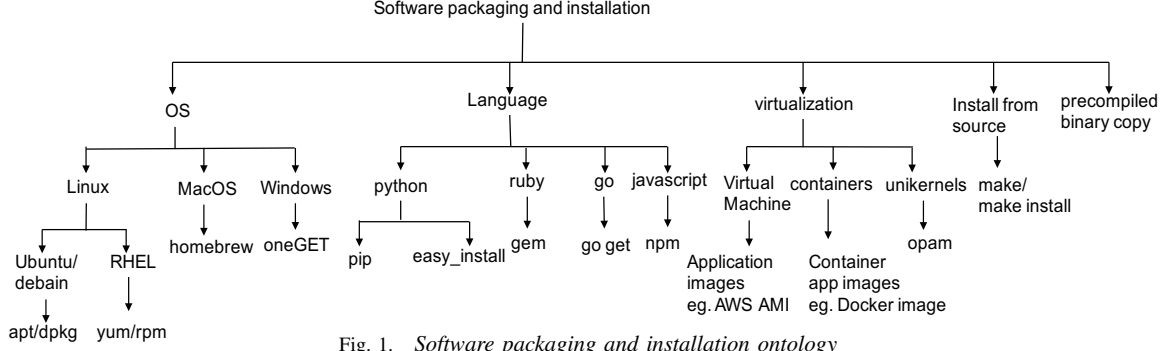 Software packaging and installation
OS
Language
virtualization
Install from
source
precompiled
binary copy
Linux
MacOS
Windows
python
ruby
go
javascript
Virtual
Machine
containers
unikernels
make/
make install
Ubuntu/
debain
RHEL
homebrew
oneGET
pip
easy_install
gem
go get
npm
Application
images
eg. AWS AMI
Container
app images
eg. Docker image
opam
apt/dpkg
yum/rpm
Fig. 1. Software packaging and installation ontology